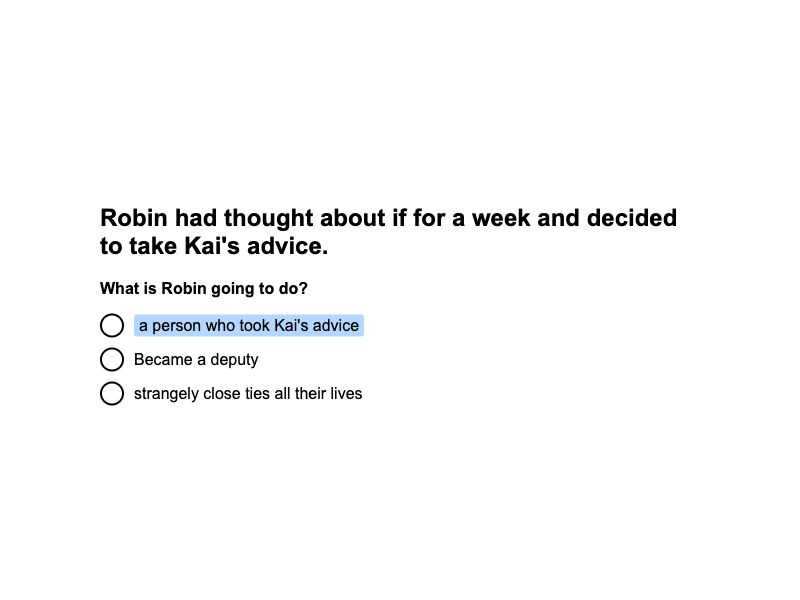 Robin had thought about if for a week and decided
to take Kai's advice.
What is Robin going to do?
a person who took Kai's advice
Became a deputy
strangely close ties all their lives